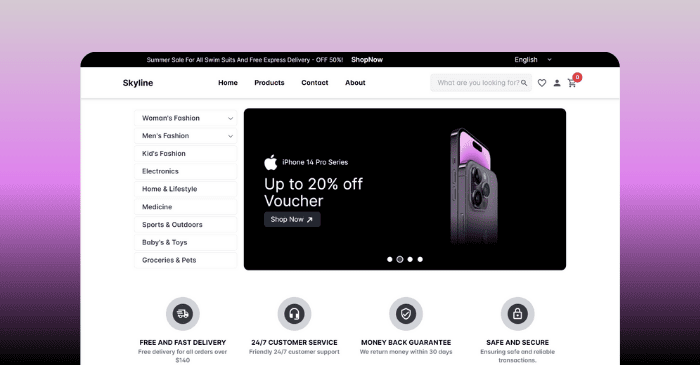 Summer Sale For All Swim Suits And Free Express Delivery - OFF 50%! ShopNow English
Skyline Home Products Contact About What are you looking for? 0
Woman's Fashion
Men's Fashion
Kid's Fashion
Electronics
Home & Lifestyle
Medicine
Sports & Outdoors
Baby's & Toys
Groceries & Pets
iPhone 14 Pro Series
Up to 20% off
Voucher
Shop Now
FREE AND FAST DELIVERY
Free delivery for all orders over
$140
24/7 CUSTOMER SERVICE
Friendly 24/7 customer support
MONEY BACK GUARANTEE
We return money within 30 days
SAFE AND SECURE
Ensuring safe and reliable
transactions.